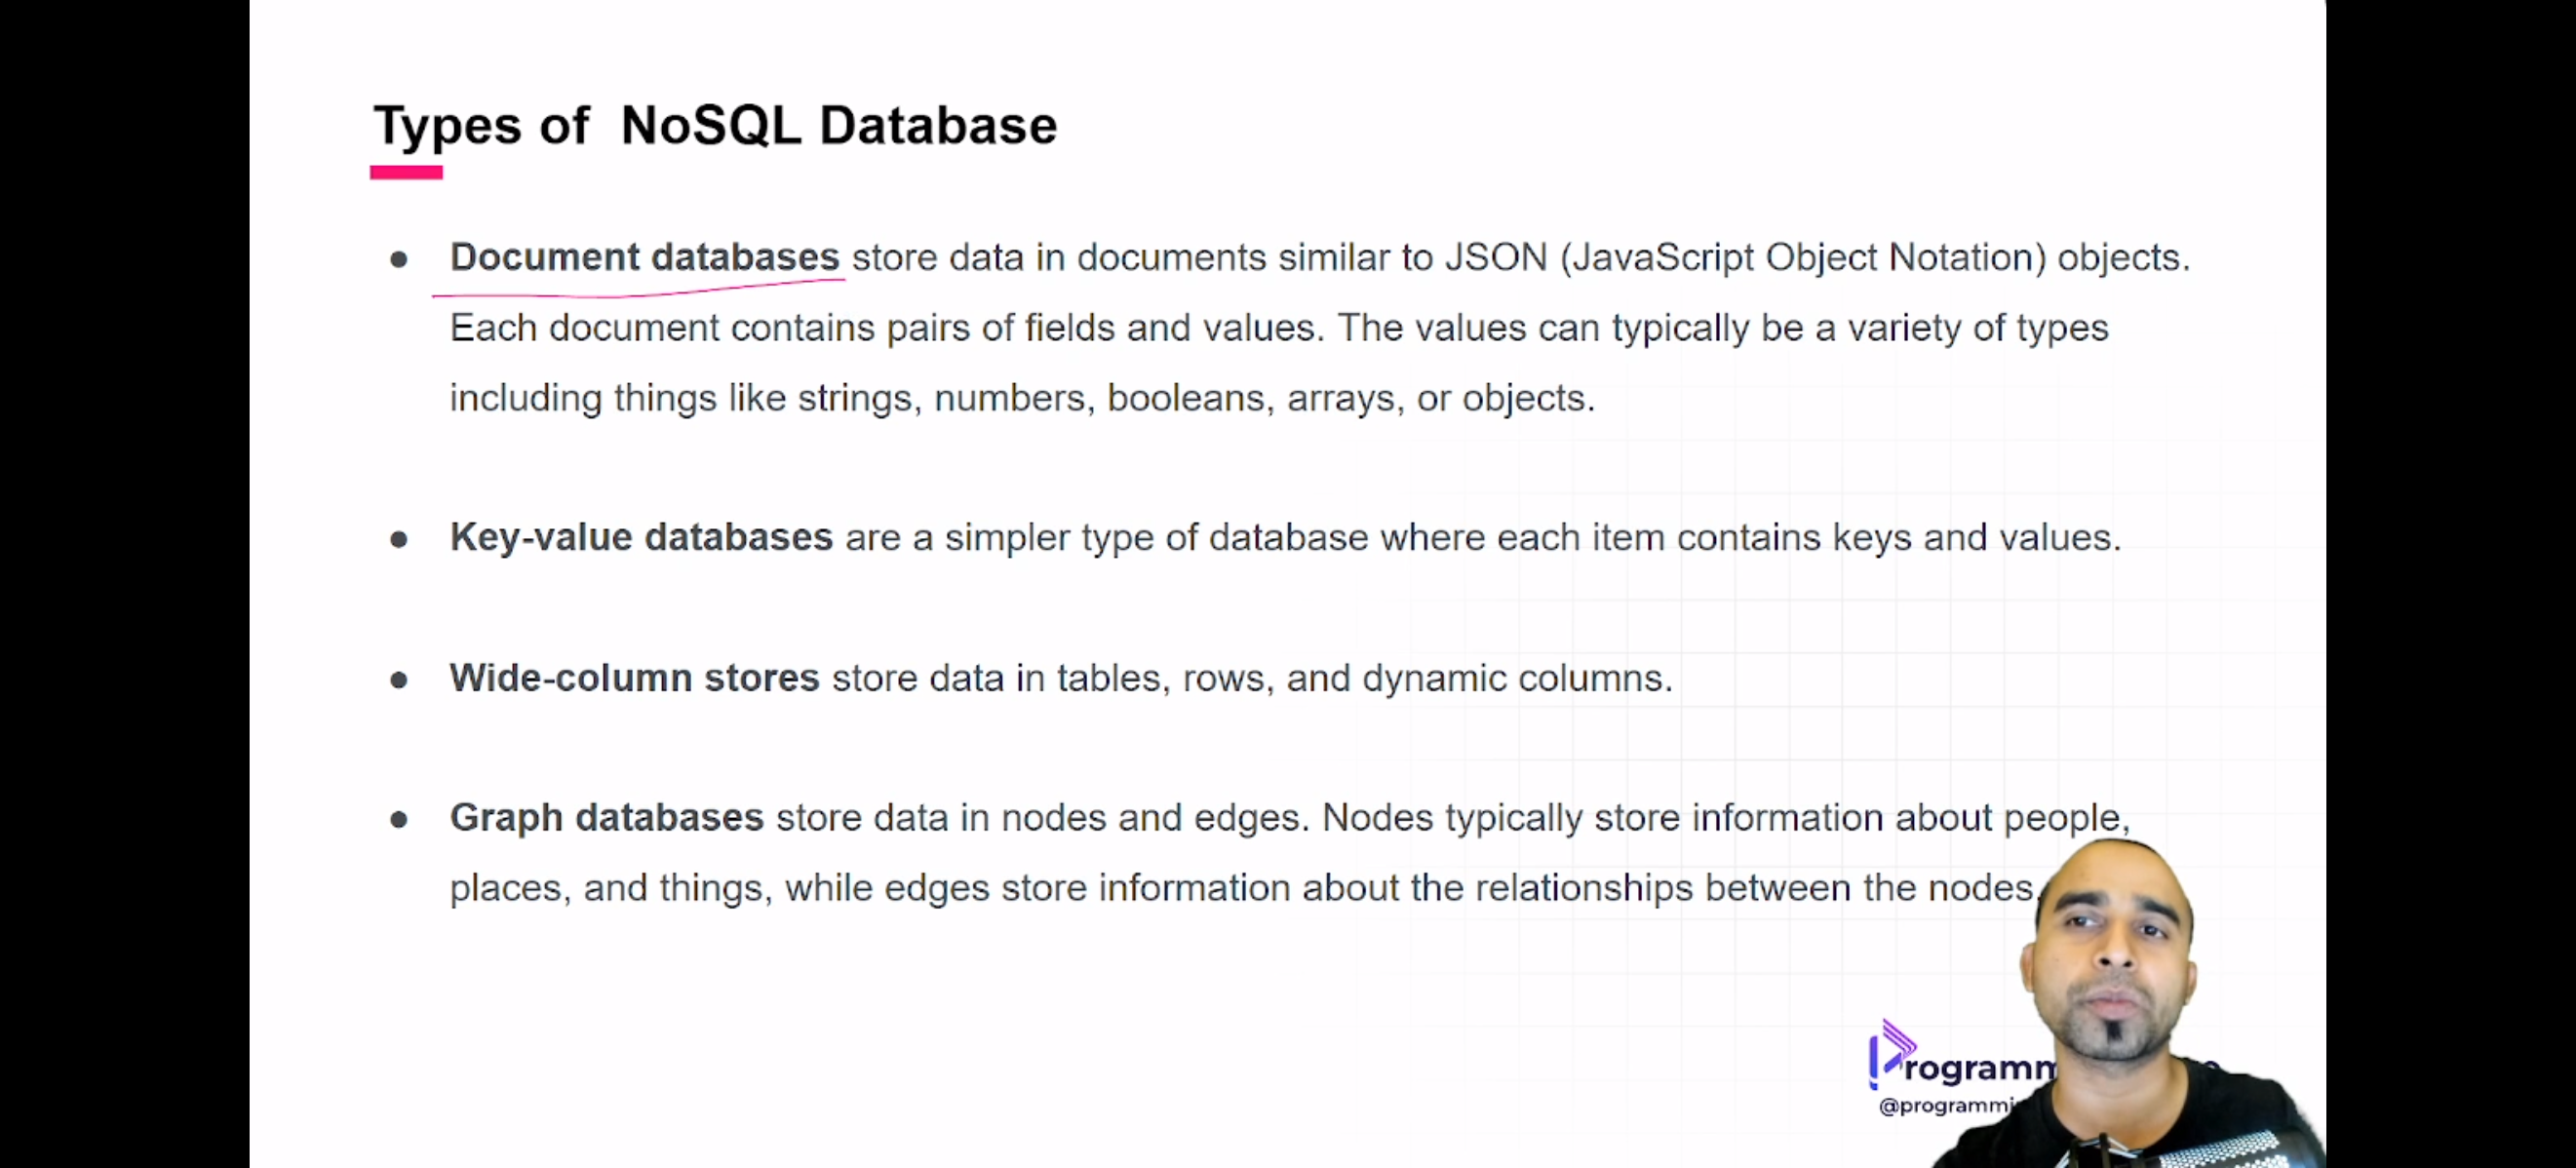 Types of NoSQL Database
● Document databases store data in documents similar to JSON (JavaScript Object Notation) objects.
Each document contains pairs of fields and values. The values can typically be a variety of types
including things like strings, numbers, booleans, arrays, or objects.
● Key-value databases are a simpler type of database where each item contains keys and values.
● Wide-column stores store data in tables, rows, and dynamic columns.
● Graph databases store data in nodes and edges. Nodes typically store information about people,
places, and things, while edges store information about the relationships between the nodes.